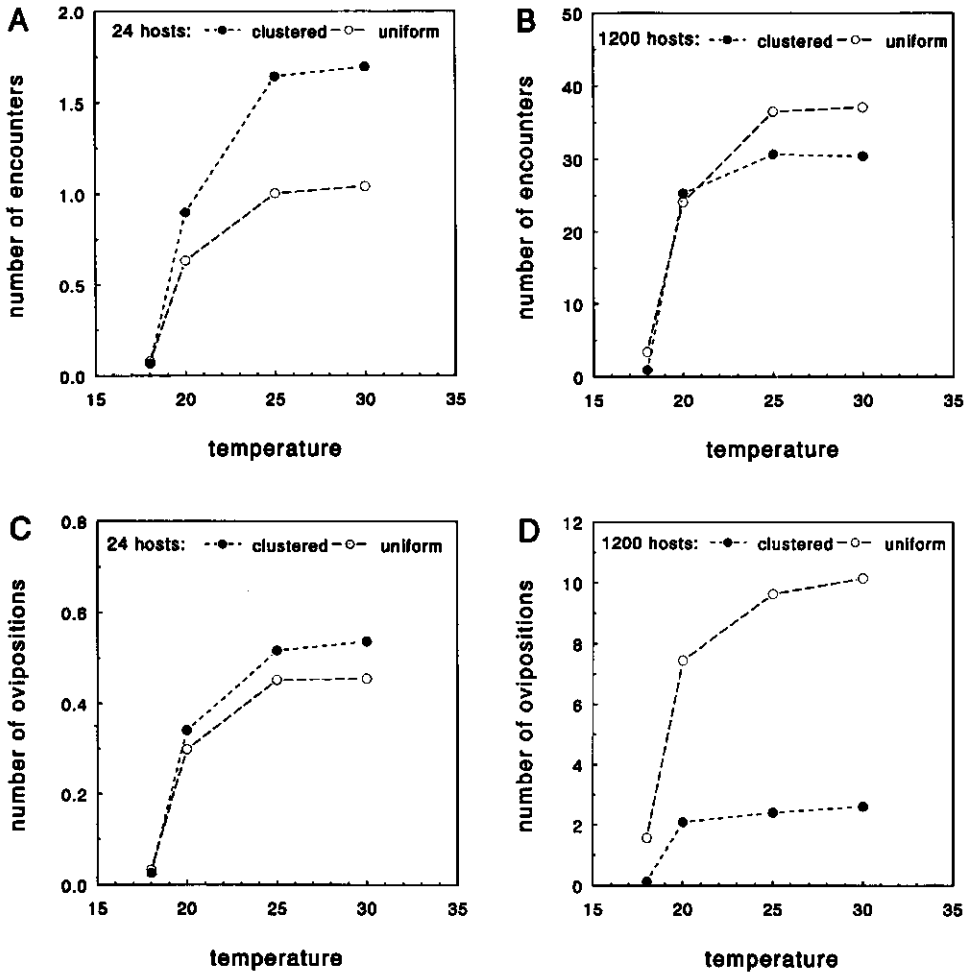 A
24 hosts: clustered uniform
number of encounters
2.0
1.5
1.0
0.5
0.0
15 20 25 30 35
temperature
B
1200 hosts: clustered uniform
number of encounters
50
40
30
20
10
0
15 20 25 30 35
temperature
C
24 hosts: clustered uniform
number of ovipositions
0.8
0.6
0.4
0.2
0.0
15 20 25 30 35
temperature
D
1200 hosts: clustered uniform
number of ovipositions
12
10
8
6
4
2
0
15 20 25 30 35
temperature